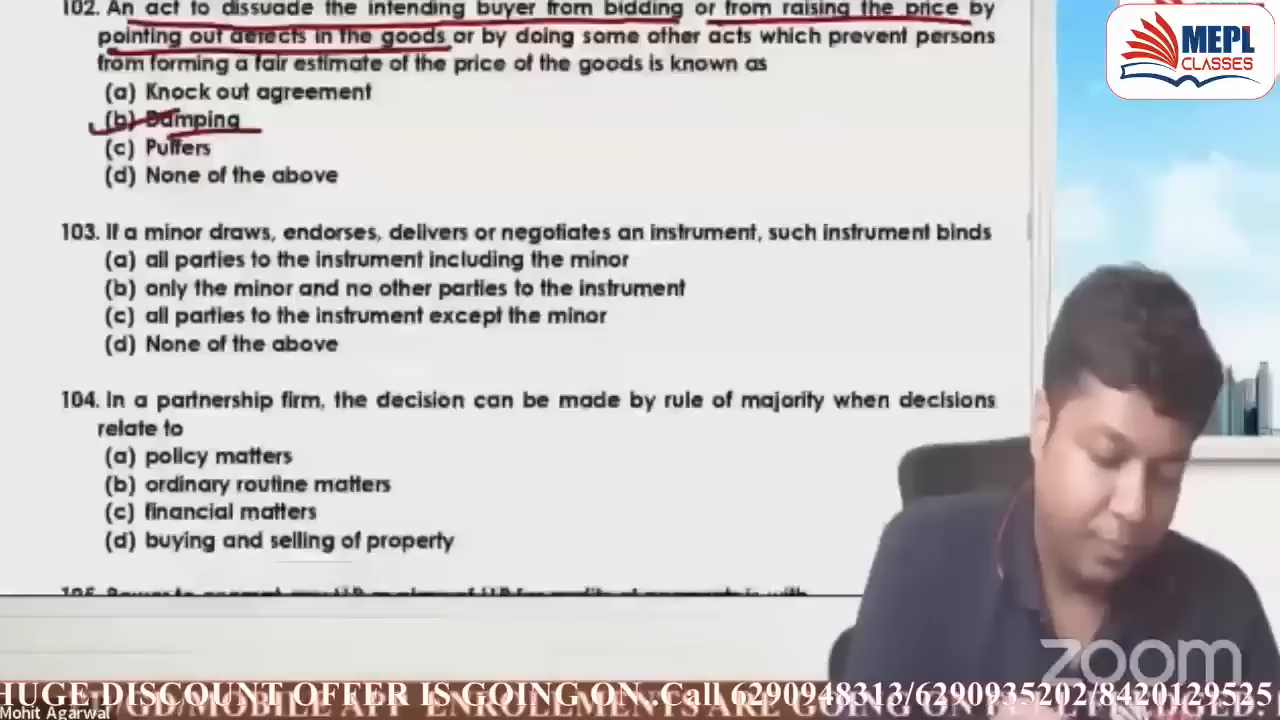 102. An act to dissuade the intending buyer from bidding or from raising the price by
pointing out defects in the goods or by doing some other acts which prevent persons
from forming a fair estimate of the price of the goods is known as
(a) Knock out agreement
(b) Damping
(c) Puffers
(d) None of the above
103. If a minor draws, endorses, delivers or negotiates an instrument, such instrument binds
(a) all parties to the instrument including the minor
(b) only the minor and no other parties to the instrument
(c) all parties to the instrument except the minor
(d) None of the above
104. In a partnership firm, the decision can be made by rule of majority when decisions
relate to
(a) policy matters
(b) ordinary routine matters
(c) financial matters
(d) buying and selling of property
MEPL
CLASSES
zoom
HUGE DISCOUNT OFFER IS GOING ON..Call 6290948313/6290935202/8420129525
Mohit Agarwal